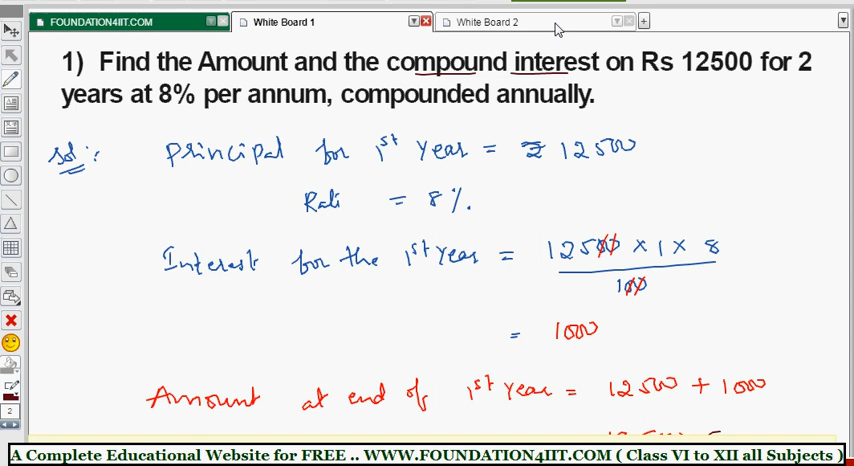 FOUNDATION4IIT.COM White Board 1 White Board 2
1) Find the Amount and the compound interest on Rs 12500 for 2
years at 8% per annum, compounded annually.
Sol: Principal for 1st Year = ₹ 12500
Rate = 8 %.
Interest for the 1st Year = 12500 × 1 × 8
100
= 1000
Amount at end of 1st Year = 12500 + 1000
2
A Complete Educational Website for FREE .. WWW.FOUNDATION4IIT.COM ( Class VI to XII all Subjects )